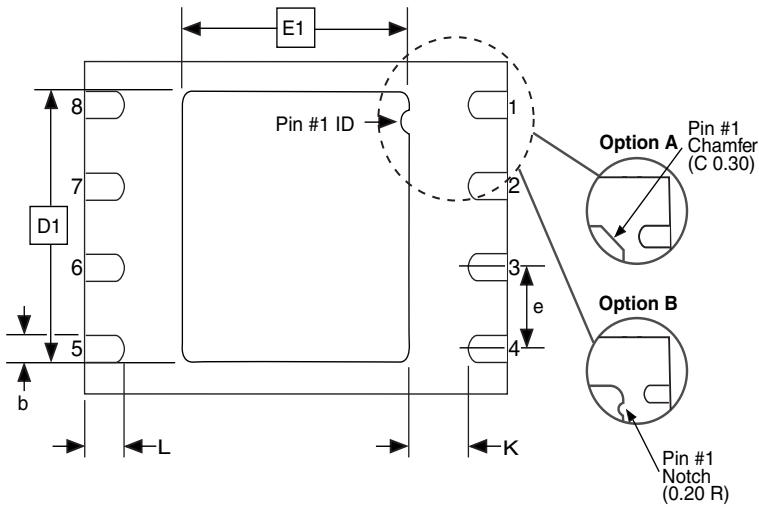 E1
8
1
Pin #1 ID
Pin #1
Chamfer
(C 0.30)
Option A
7
2
D1
6
3
e
Option B
5
4
b
L
K
Pin #1
Notch
(0.20 R)